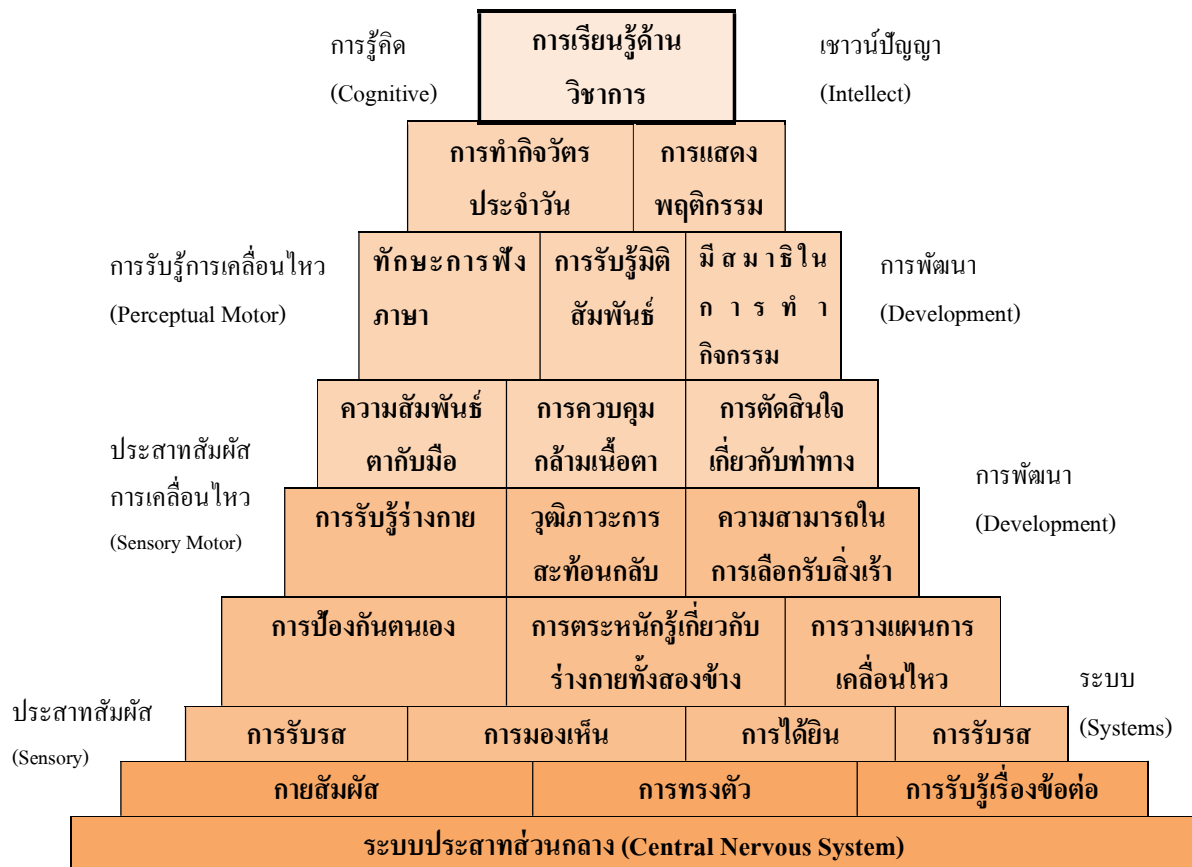 การรู้คิด
(Cognitive)
การเรียนรู้ด้าน
วิชาการ
เชาวน์ปัญญา
(Intellect)
การทำกิจวัตร
ประจำวัน
การแสดง
พฤติกรรม
การรับรู้การเคลื่อนไหว
(Perceptual Motor)
ทักษะการฟัง
ภาษา
การรับรู้มิติ
สัมพันธ์
มีสมาธิใน
การทำ
กิจกรรม
การพัฒนา
(Development)
ประสาทสัมผัส
การเคลื่อนไหว
(Sensory Motor)
ความสัมพันธ์
ตากับมือ
การควบคุม
กล้ามเนื้อตา
การตัดสินใจ
เกี่ยวกับท่าทาง
การรับรู้ร่างกาย
วุฒิภาวะการ
สะท้อนกลับ
ความสามารถใน
การเลือกรับสิ่งเร้า
การพัฒนา
(Development)
การป้องกันตนเอง
การตระหนักรู้เกี่ยวกับ
ร่างกายทั้งสองข้าง
การวางแผนการ
เคลื่อนไหว
ประสาทสัมผัส
(Sensory)
การรับรส
การมองเห็น
การได้ยิน
การรับรส
ระบบ
(Systems)
กายสัมผัส
การทรงตัว
การรับรู้เรื่องข้อต่อ
ระบบประสาทส่วนกลาง (Central Nervous System)